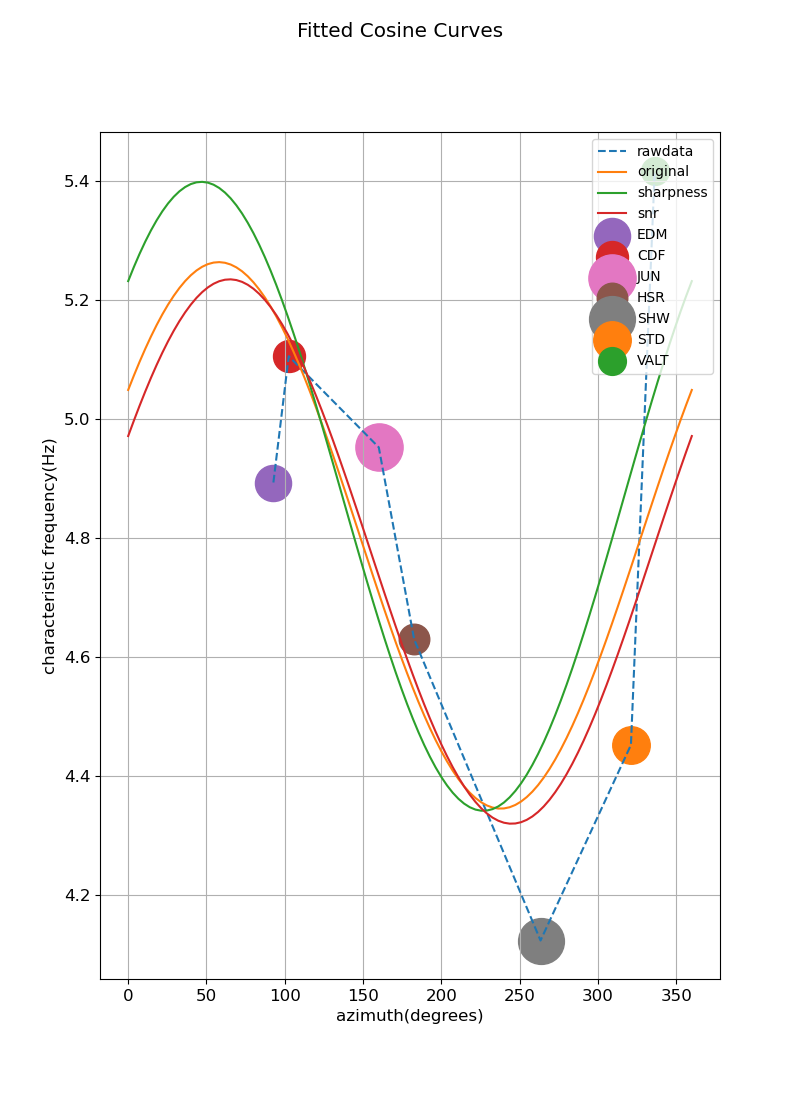 Fitted Cosine Curves
characteristic frequency(Hz)
5.4
5.2
5.0
4.8
4.6
4.4
4.2
rawdata
original
sharpness
snr
EDM
CDF
JUN
HSR
SHW
STD
VALT
0 50 100 150 200 250 300 350
azimuth(degrees)